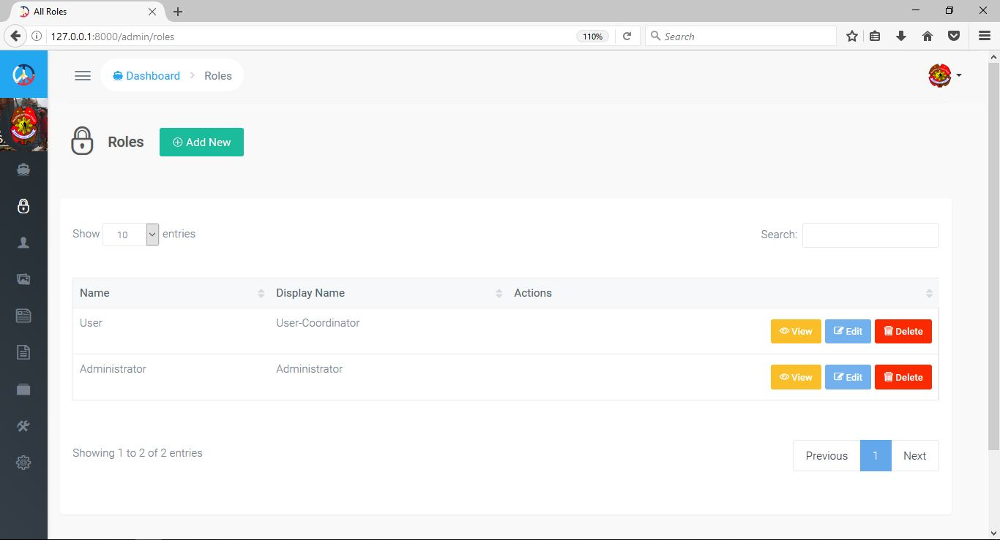 All Roles
127.0.0.1:8000/admin/roles
110%
Search
Dashboard
Roles
Roles
Add New
Show 10 entries
Search:
Name Display Name Actions
User User-Coordinator View Edit Delete
Administrator Administrator View Edit Delete
Showing 1 to 2 of 2 entries
Previous 1 Next